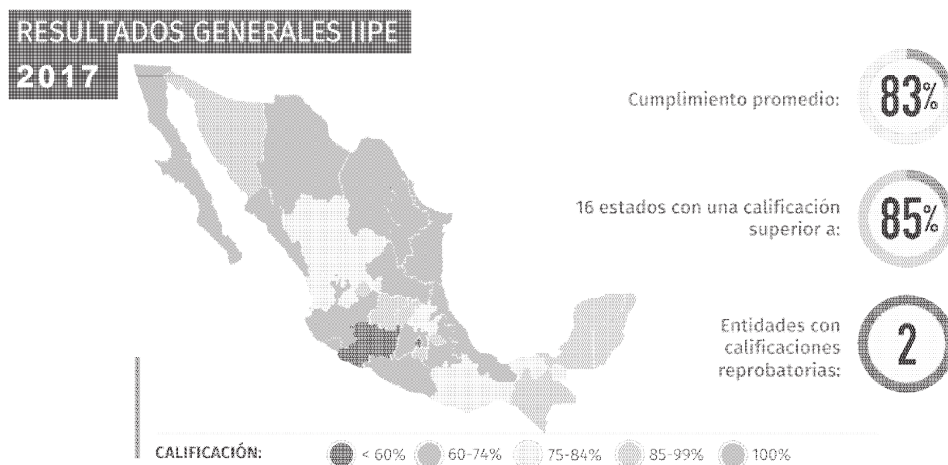 RESULTADOS GENERALES IIPE
2017
Cumplimiento promedio:
83%
16 estados con una calificación
superior a:
85%
Entidades con
calificaciones
reprobatorias:
2
CALIFICACIÓN:
< 60%
60-74%
75-84%
85-99%
100%